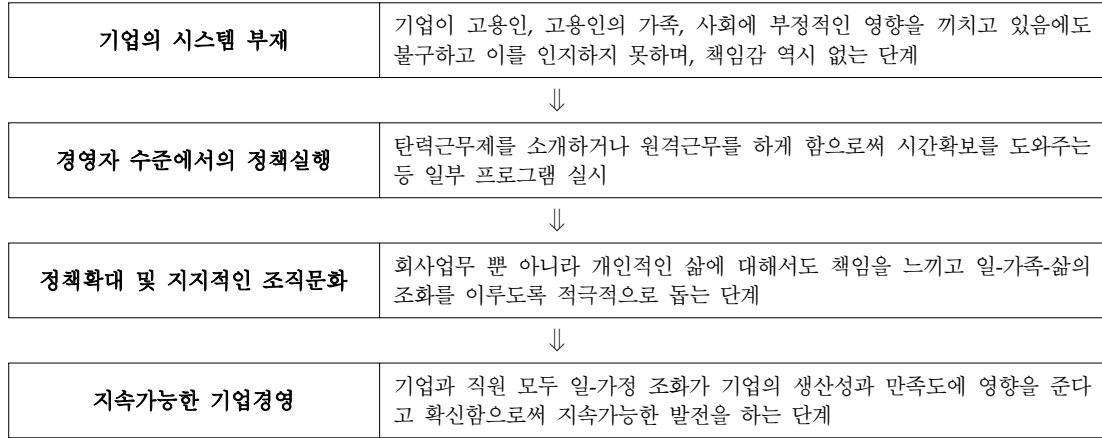 기업의 시스템 부재
기업이 고용인, 고용인의 가족, 사회에 부정적인 영향을 끼치고 있음에도
불구하고 이를 인지하지 못하며, 책임감 역시 없는 단계
⇓
경영자 수준에서의 정책실행
탄력근무제를 소개하거나 원격근무를 하게 함으로써 시간확보를 도와주는
등 일부 프로그램 실시
⇓
정책확대 및 지지적인 조직문화
회사업무 뿐 아니라 개인적인 삶에 대해서도 책임을 느끼고 일-가족-삶의
조화를 이루도록 적극적으로 돕는 단계
⇓
지속가능한 기업경영
기업과 직원 모두 일-가정 조화가 기업의 생산성과 만족도에 영향을 준다
고 확신함으로써 지속가능한 발전을 하는 단계